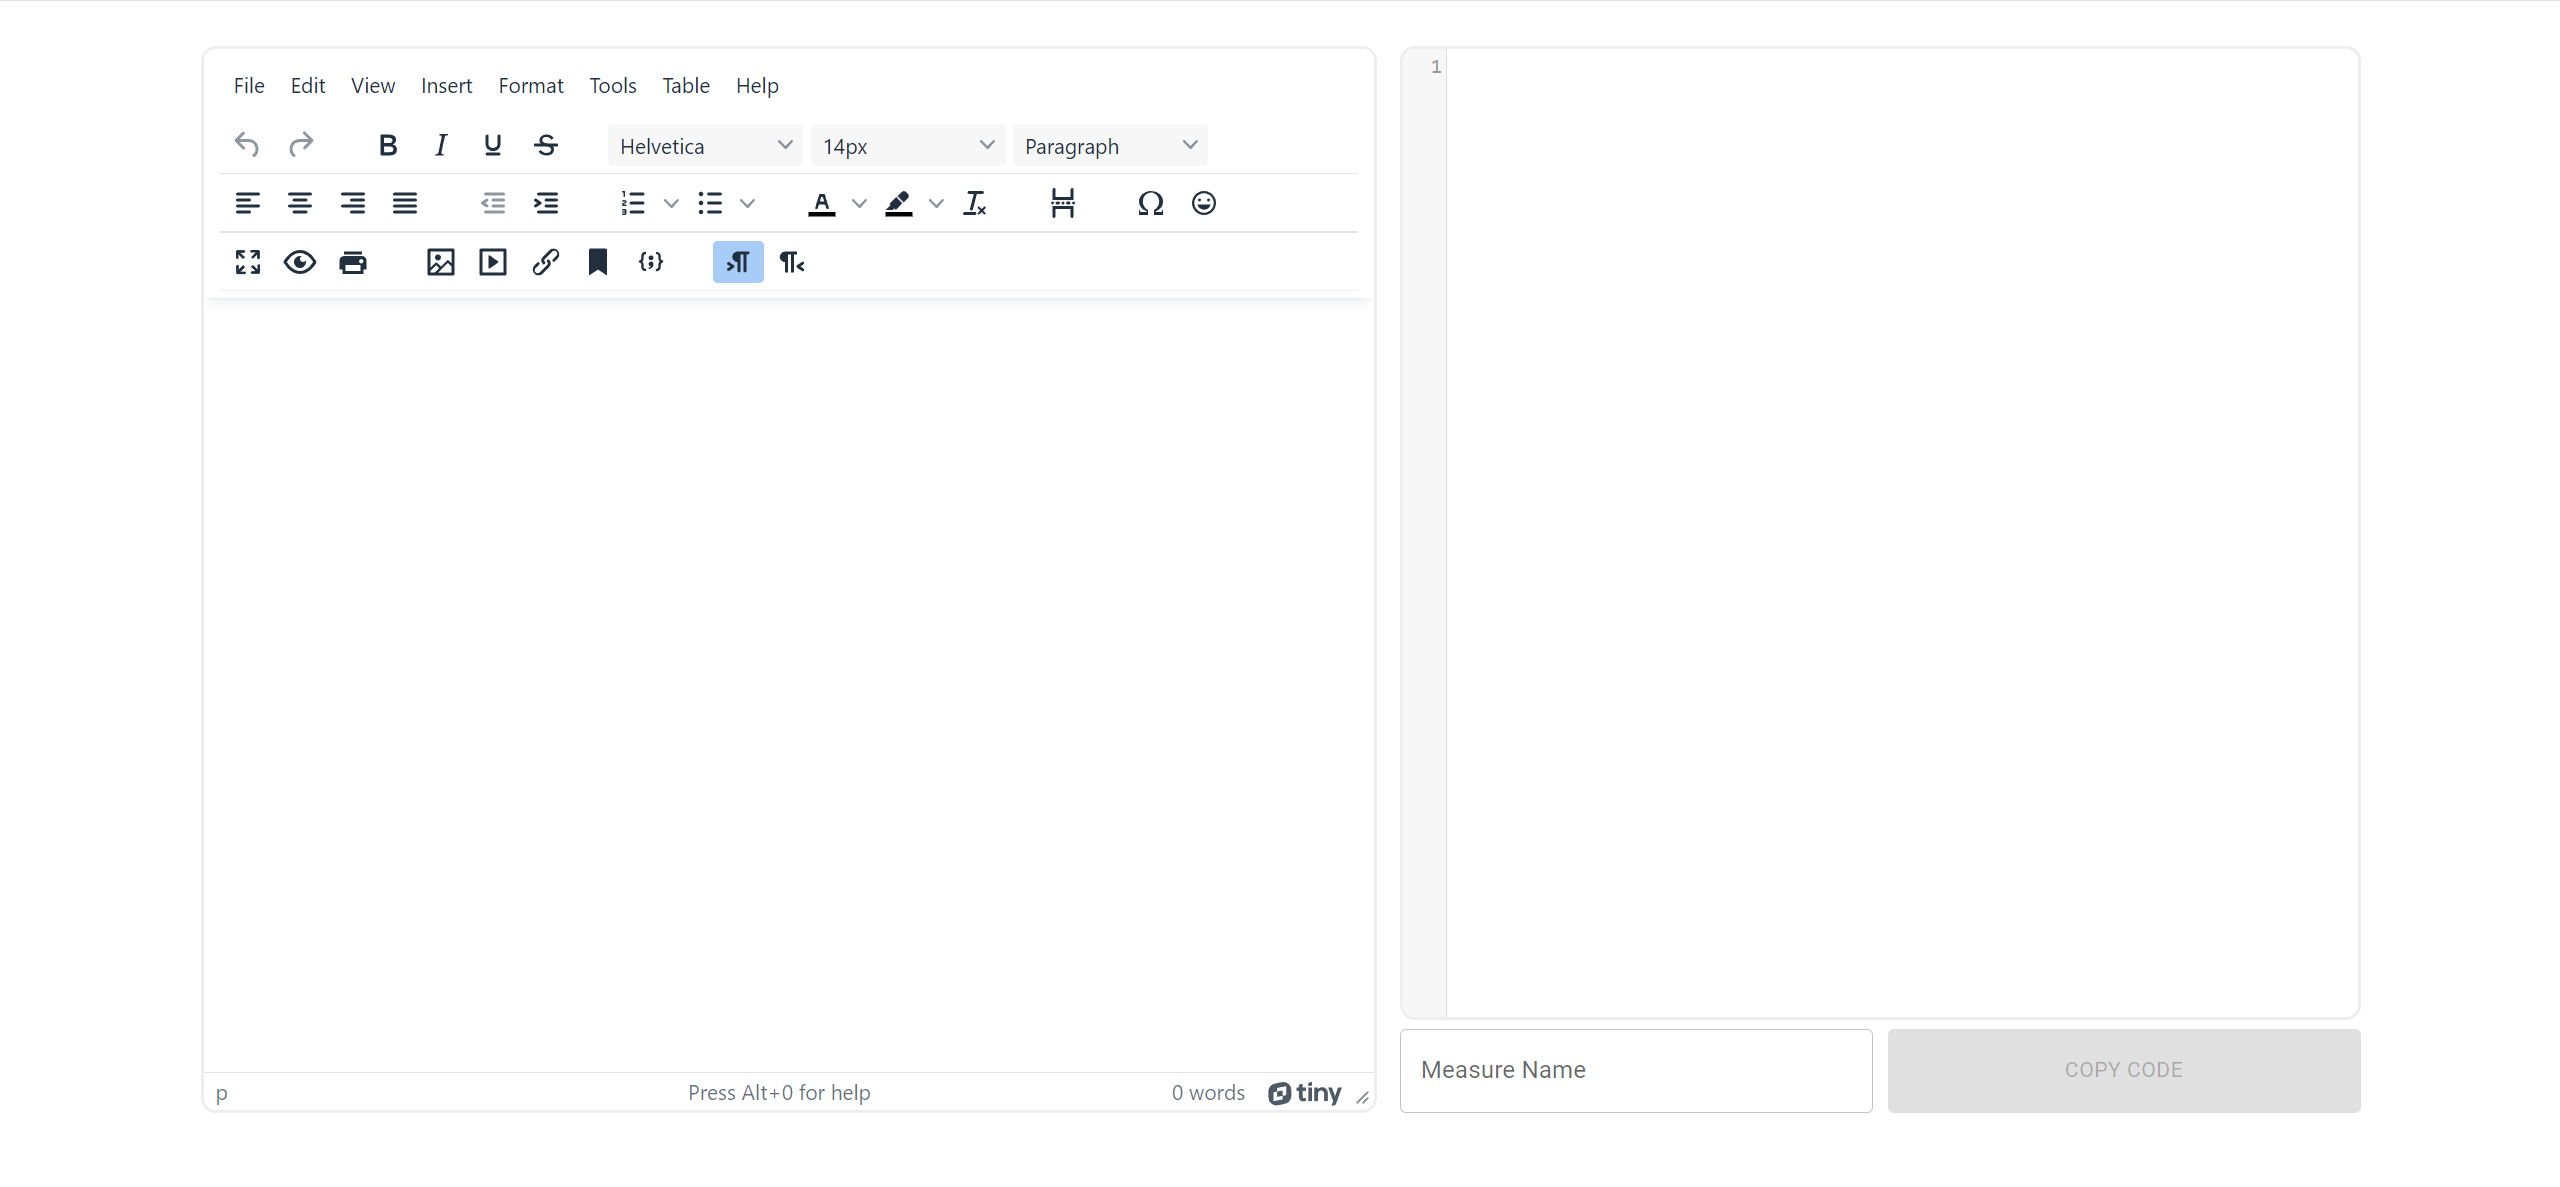 File Edit View Insert Format Tools Table Help
Helvetica 14px Paragraph
p Press Alt+0 for help 0 words tiny
1
Measure Name COPY CODE